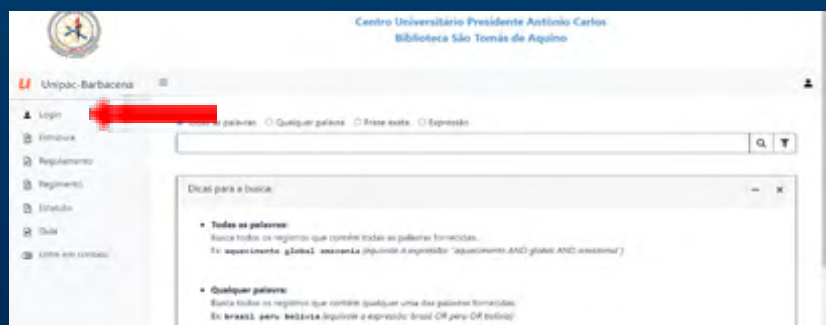 Centro Universitário Presidente Antônio Carlos
Biblioteca São Tomás de Aquino
Unipac-Barbacena
Login
Estrutura
Regulamento
Regimento
Estatuto
Guia
Entre em contato
palavras Qualquer palavra Frase exata Expressão
Dicas para a busca:
Todas as palavras:
Busca todos os registros que contêm todas as palavras fornecidas.
Ex: aquecimento global amazonia (equivale a expressão: "aquecimento AND global AND amazonia")
Qualquer palavra:
Busca todos os registros que contêm qualquer uma das palavras fornecidas.
Ex: brasil peru bolivia (equivale a expressão: brasil OR peru OR bolivia)